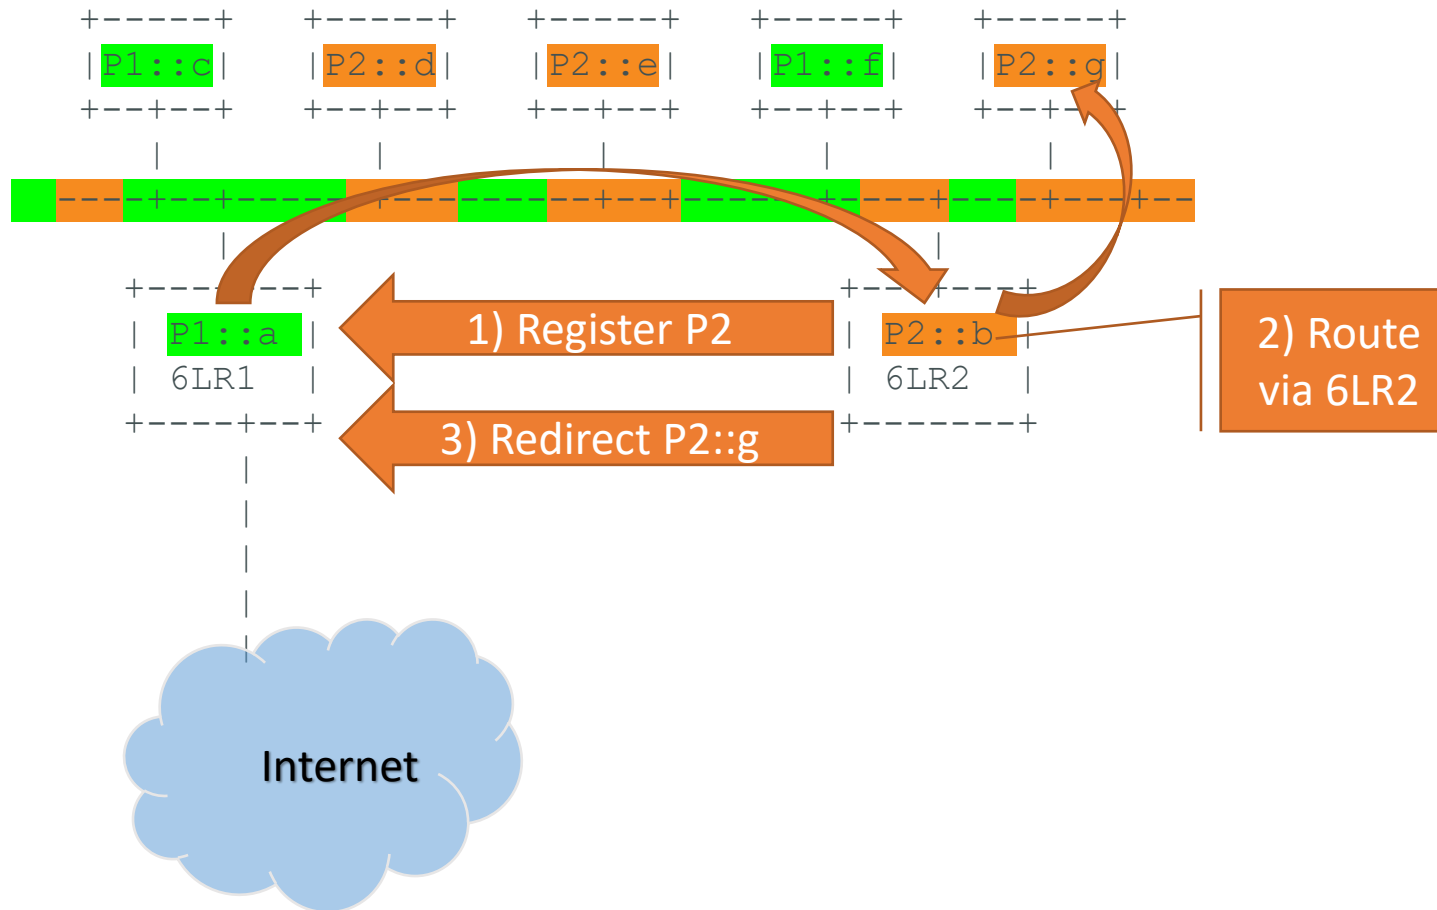 P1::c P2::d P2::e P1::f P2::g
P1::a 1) Register P2 P2::b 2) Route
6LR1 6LR2 via 6LR2
3) Redirect P2::g
Internet